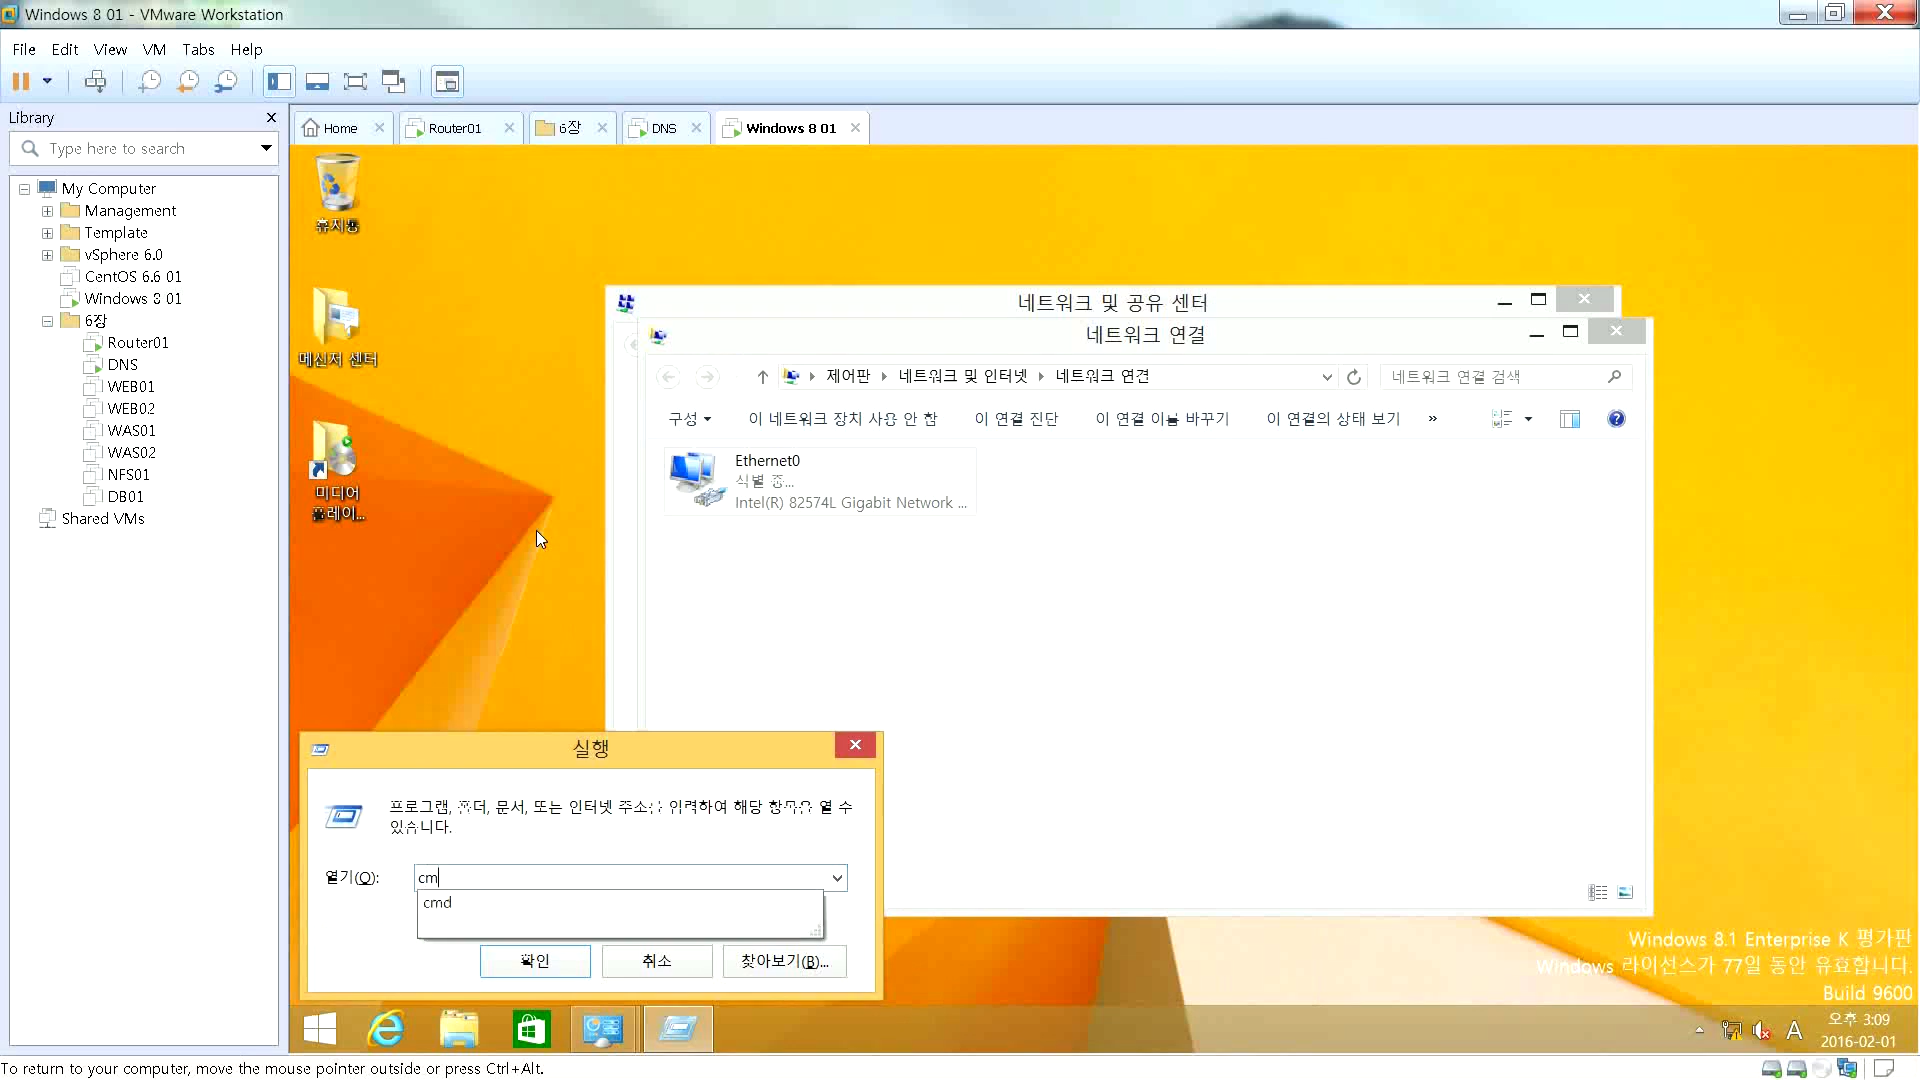 Windows 8 01 - VMware Workstation
File Edit View VM Tabs Help
Library
Type here to search
My Computer
Management
Template
vSphere 6.0
CentOS 6.6 01
Windows 8 01
6장
Router01
DNS
WEB01
WEB02
WAS01
WAS02
NFS01
DB01
Shared VMs
Home
Router01
6장
DNS
Windows 8 01
휴지통
메신저 센터
미디어
플레이...
네트워크 및 공유 센터
네트워크 연결
제어판 네트워크 및 인터넷 네트워크 연결
네트워크 연결 검색
구성 이 네트워크 장치 사용 안 함 이 연결 진단 이 연결 이름 바꾸기 이 연결의 상태 보기 »
Ethernet0
식별 중...
Intel(R) 82574L Gigabit Network ...
실행
프로그램, 폴더, 문서, 또는 인터넷 주소를 입력하여 해당 항목을 열 수
있습니다.
열기(O):
cm
cmd
확인 취소 찾아보기(B)...
Windows 8.1 Enterprise K 평가판
Windows 라이선스가 77일 동안 유효합니다.
Build 9600
A
오후 3:09
2016-02-01
To return to your computer, move the mouse pointer outside or press Ctrl+Alt.